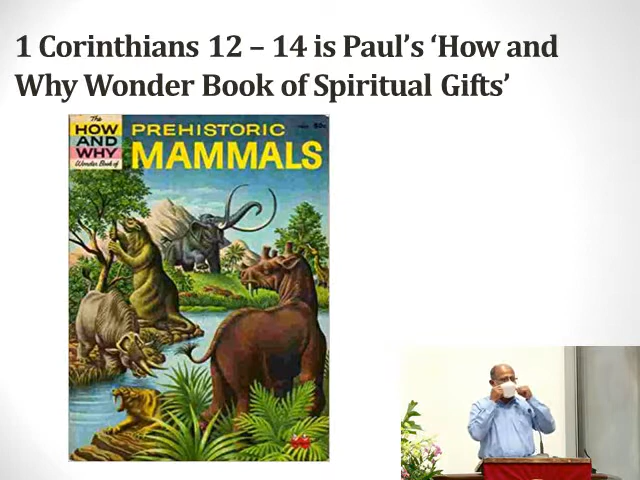 1 Corinthians 12 – 14 is Paul’s ‘How and
Why Wonder Book of Spiritual Gifts’
The
HOW
AND
WHY
Wonder Book of
PREHISTORIC
MAMMALS